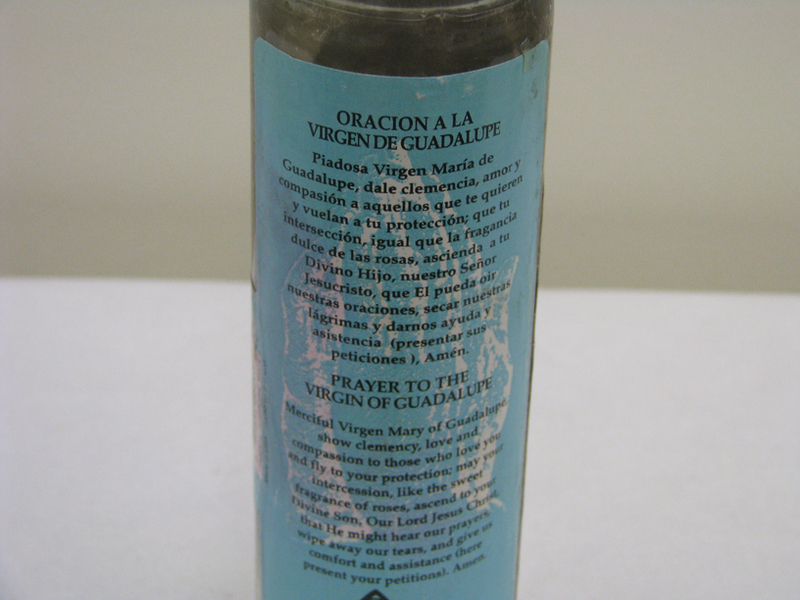 ORACION A LA
VIRGEN DE GUADALUPE
Piadosa Virgen María de
Guadalupe, dale clemencia, amor y
compasión a aquellos que te quieren
y vuelan a tu protección; que tu
intersección, igual que la fragancia
dulce de las rosas, ascienda a tu
Divino Hijo, nuestro Señor
Jesucristo, que El pueda oir
nuestras oraciones, secar nuestras
lágrimas y darnos ayuda y
asistencia (presentar sus
peticiones ), Amén.
PRAYER TO THE
VIRGIN OF GUADALUPE
Merciful Virgen Mary of Guadalupe,
show clemency, love and
compassion to those who love you
and fly to your protection; may your
intercession, like the sweet
fragrance of roses, ascend to your
Divine Son, Our Lord Jesus Christ,
that He might hear our prayers,
wipe away our tears, and give us
comfort and assistance (here
present your petitions). Amen.